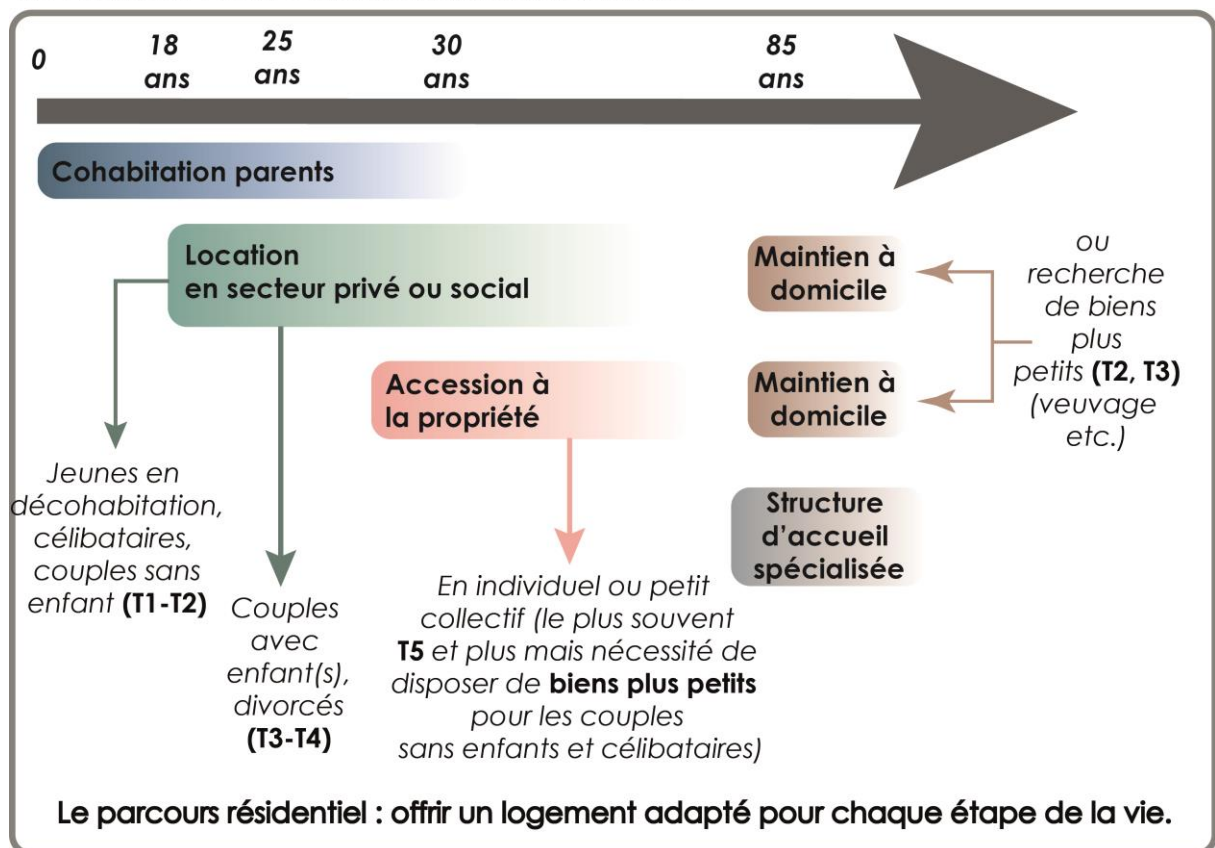 0
18
ans
25
ans
30
ans
85
ans
Cohabitation parents
Location
en secteur privé ou social
Maintien à
domicile
ou
recherche
de biens
plus
petits (T2, T3)
(veuvage
etc.)
Accession à
la propriété
Maintien à
domicile
Jeunes en
décohabitation,
célibataires,
couples sans
enfant (T1-T2)
Structure
d’accueil
spécialisée
Couples
avec
enfant(s),
divorcés
(T3-T4)
En individuel ou petit
collectif (le plus souvent
T5 et plus mais nécessité de
disposer de biens plus petits
pour les couples
sans enfants et célibataires)
Le parcours résidentiel : offrir un logement adapté pour chaque étape de la vie.